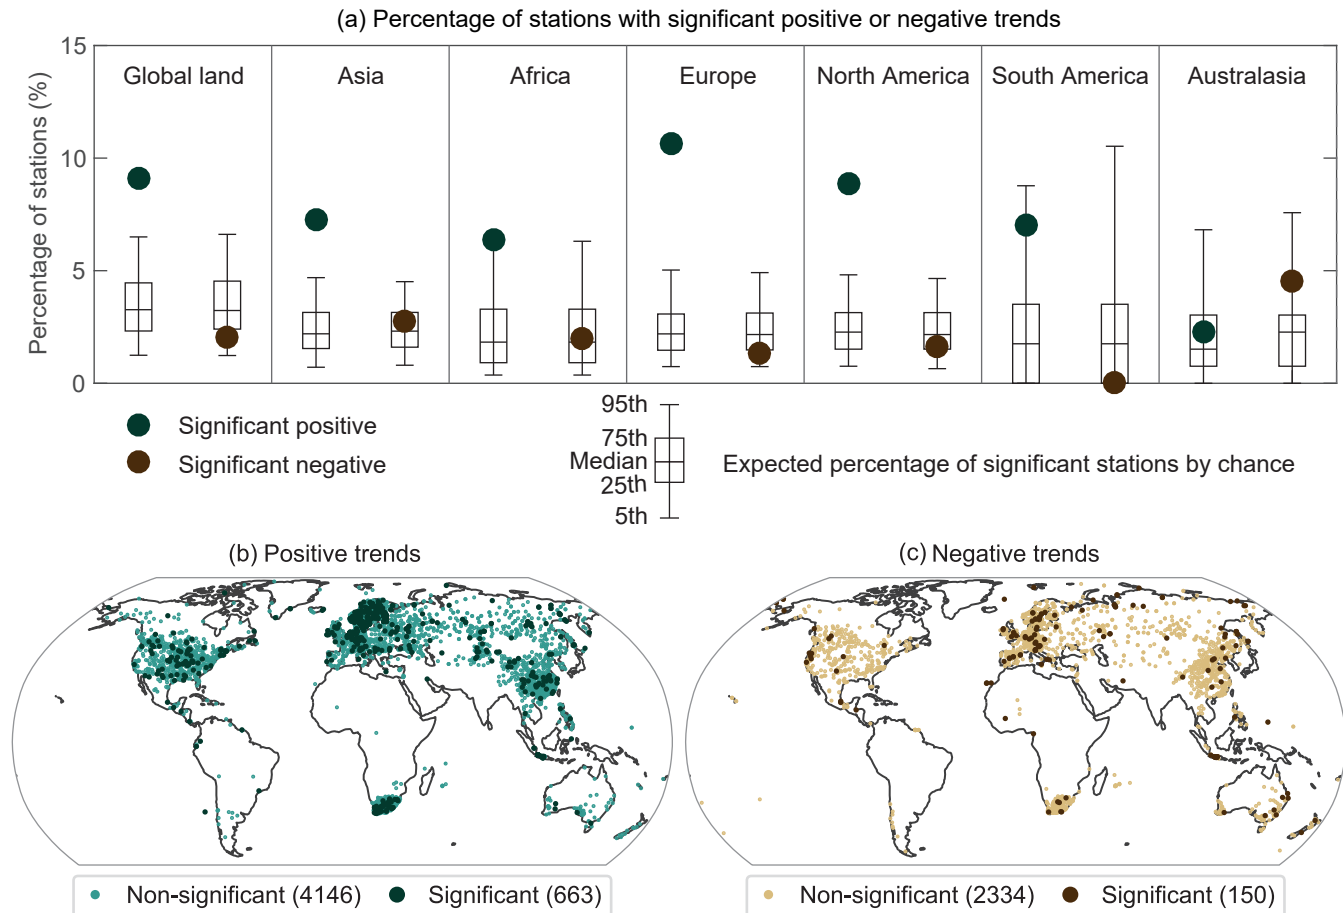 (a) Percentage of stations with significant positive or negative trends
Percentage of stations (%)
15
10
5
0
Global land
Asia
Africa
Europe
North America
South America
Australasia
Significant positive
Significant negative
95th
75th
Median
25th
5th
Expected percentage of significant stations by chance
(b) Positive trends
(c) Negative trends
Non-significant (4146)
Significant (663)
Non-significant (2334)
Significant (150)